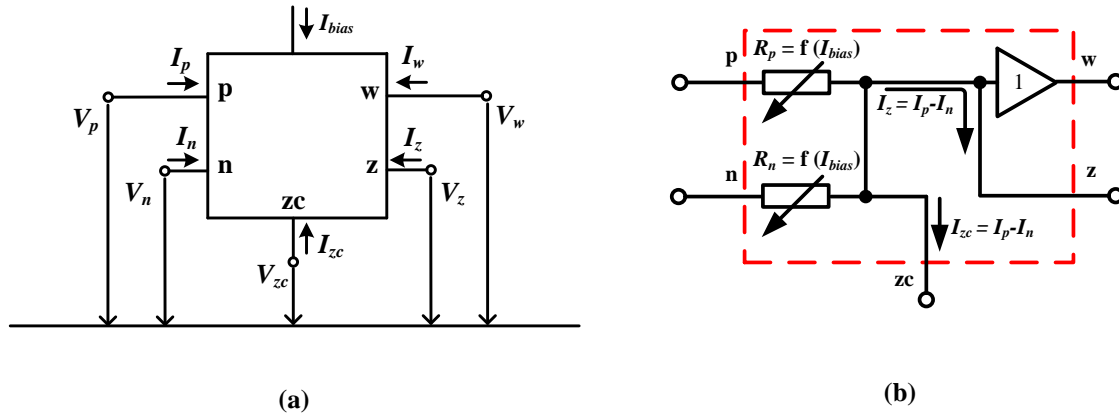 I_bias
I_p
I_w
p
w
V_p
V_w
I_n
I_z
n
z
V_n
V_z
zc
I_zc
V_zc
(a)
p
R_p = f (I_bias)
w
1
I_z = I_p-I_n
n
R_n = f (I_bias)
z
I_zc = I_p-I_n
zc
(b)